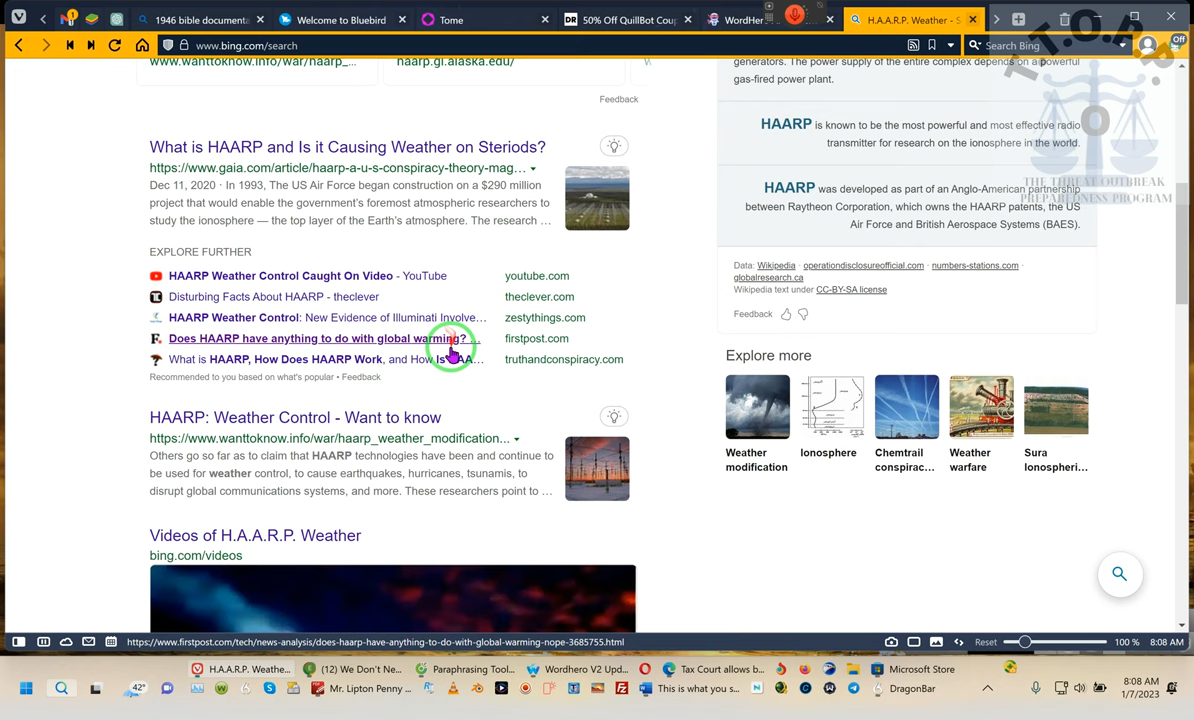 1946 bible documenta
Welcome to Bluebird
Tome
50% Off QuillBot Cou
WordHer
H.A.A.R.P. Weather - S
www.bing.com/search
Search Bing
Off
T.T.O.P.P.
O
THE THREAT OUTBREAK
PREPAREDNESS PROGRAM
www.wanttoknow.info/war/haarp_...
haarp.gi.alaska.edu/
Feedback
What is HAARP and Is it Causing Weather on Steriods?
https://www.gaia.com/article/haarp-a-u-s-conspiracy-theory-mag...
Dec 11, 2020 · In 1993, The US Air Force began construction on a $290 million
project that would enable the government's foremost atmospheric researchers to
study the ionosphere — the top layer of the Earth's atmosphere. The research ...
EXPLORE FURTHER
HAARP Weather Control Caught On Video - YouTube
youtube.com
Disturbing Facts About HAARP - theclever
theclever.com
HAARP Weather Control: New Evidence of Illuminati Involve...
zestythings.com
Does HAARP have anything to do with global warming? ...
firstpost.com
What is HAARP, How Does HAARP Work, and How Is HAA...
truthandconspiracy.com
Recommended to you based on what's popular • Feedback
HAARP: Weather Control - Want to know
https://www.wanttoknow.info/war/haarp_weather_modification...
Others go so far as to claim that HAARP technologies have been and continue to
be used for weather control, to cause earthquakes, hurricanes, tsunamis, to
disrupt global communications systems, and more. These researchers point to ...
Videos of H.A.A.R.P. Weather
bing.com/videos
generators. The power supply of the entire complex depends on a powerful
gas-fired power plant.
HAARP is known to be the most powerful and most effective radio
transmitter for research on the ionosphere in the world.
HAARP was developed as part of an Anglo-American partnership
between Raytheon Corporation, which owns the HAARP patents, the US
Air Force and British Aerospace Systems (BAES).
Data: Wikipedia · operationdisclosureofficial.com · numbers-stations.com ·
globalresearch.ca
Wikipedia text under CC-BY-SA license
Feedback
Explore more
Weather
modification
Ionosphere
Chemtrail
conspirac...
Weather
warfare
Sura
Ionospheri...
https://www.firstpost.com/tech/news-analysis/does-haarp-have-anything-to-do-with-global-warming-nope-3685755.html
Reset
100 %
8:08 AM
H.A.A.R.P. Weathe...
(12) We Don't Ne...
Paraphrasing Tool...
Wordhero V2 Upd...
Tax Court allows b...
Microsoft Store
42°
Mr. Lipton Penny ...
This is what you s...
DragonBar
8:08 AM
1/7/2023